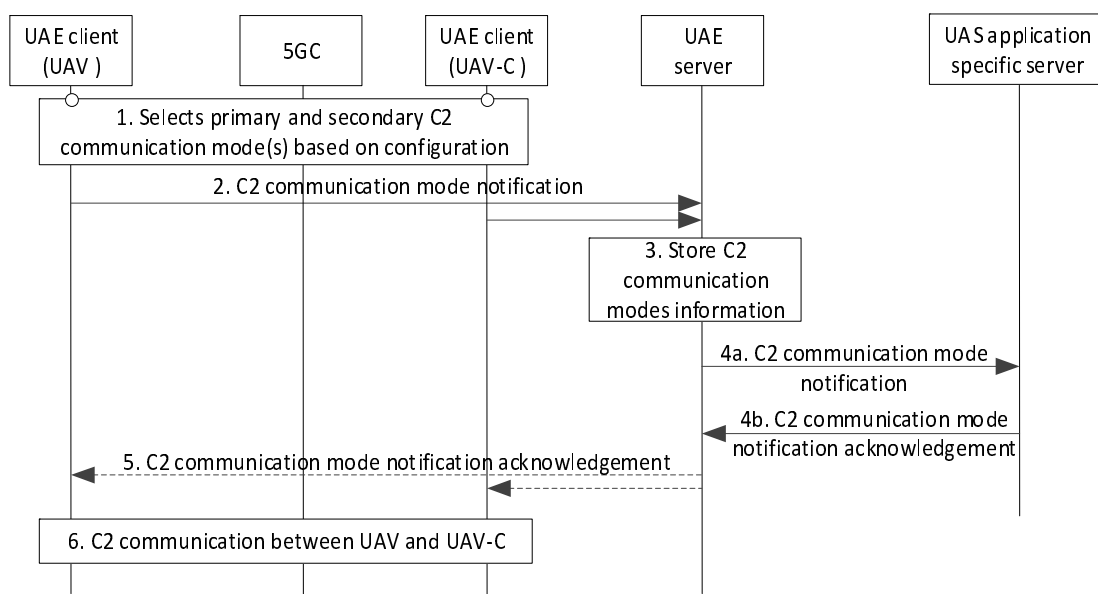 UAE client
(UAV )
5GC
UAE client
(UAV-C )
UAE
server
UAS application
specific server
1. Selects primary and secondary C2
communication mode(s) based on configuration
2. C2 communication mode notification
3. Store C2
communication
modes information
4a. C2 communication mode
notification
4b. C2 communication mode
notification acknowledgement
5. C2 communication mode notification acknowledgement
6. C2 communication between UAV and UAV-C